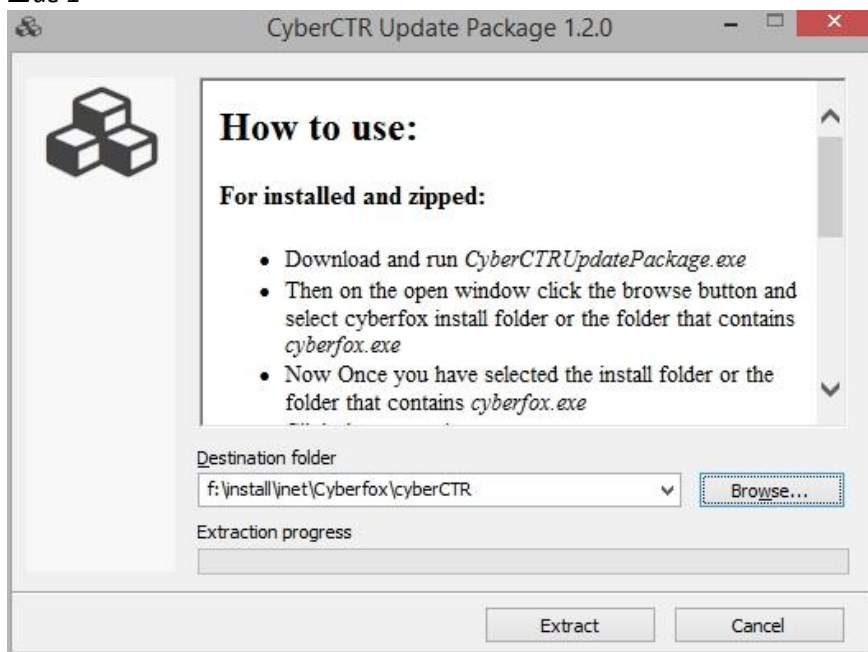 CyberCTR Update Package 1.2.0
How to use:
For installed and zipped:
• Download and run CyberCTRUpdatePackage.exe
• Then on the open window click the browse button and
select cyberfox install folder or the folder that contains
cyberfox.exe
• Now Once you have selected the install folder or the
folder that contains cyberfox.exe
Destination folder
f:\install\inet\Cyberfox\cyberCTR
Browse...
Extraction progress
Extract
Cancel